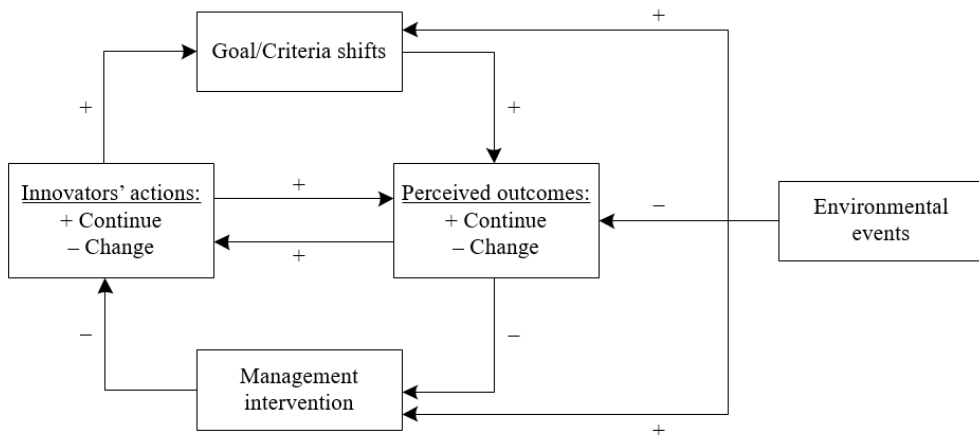 +
Goal/Criteria shifts
+
+
Innovators' actions:
+ Continue
– Change
+
+
Perceived outcomes:
+ Continue
– Change
–
Environmental
events
–
–
Management
intervention
+